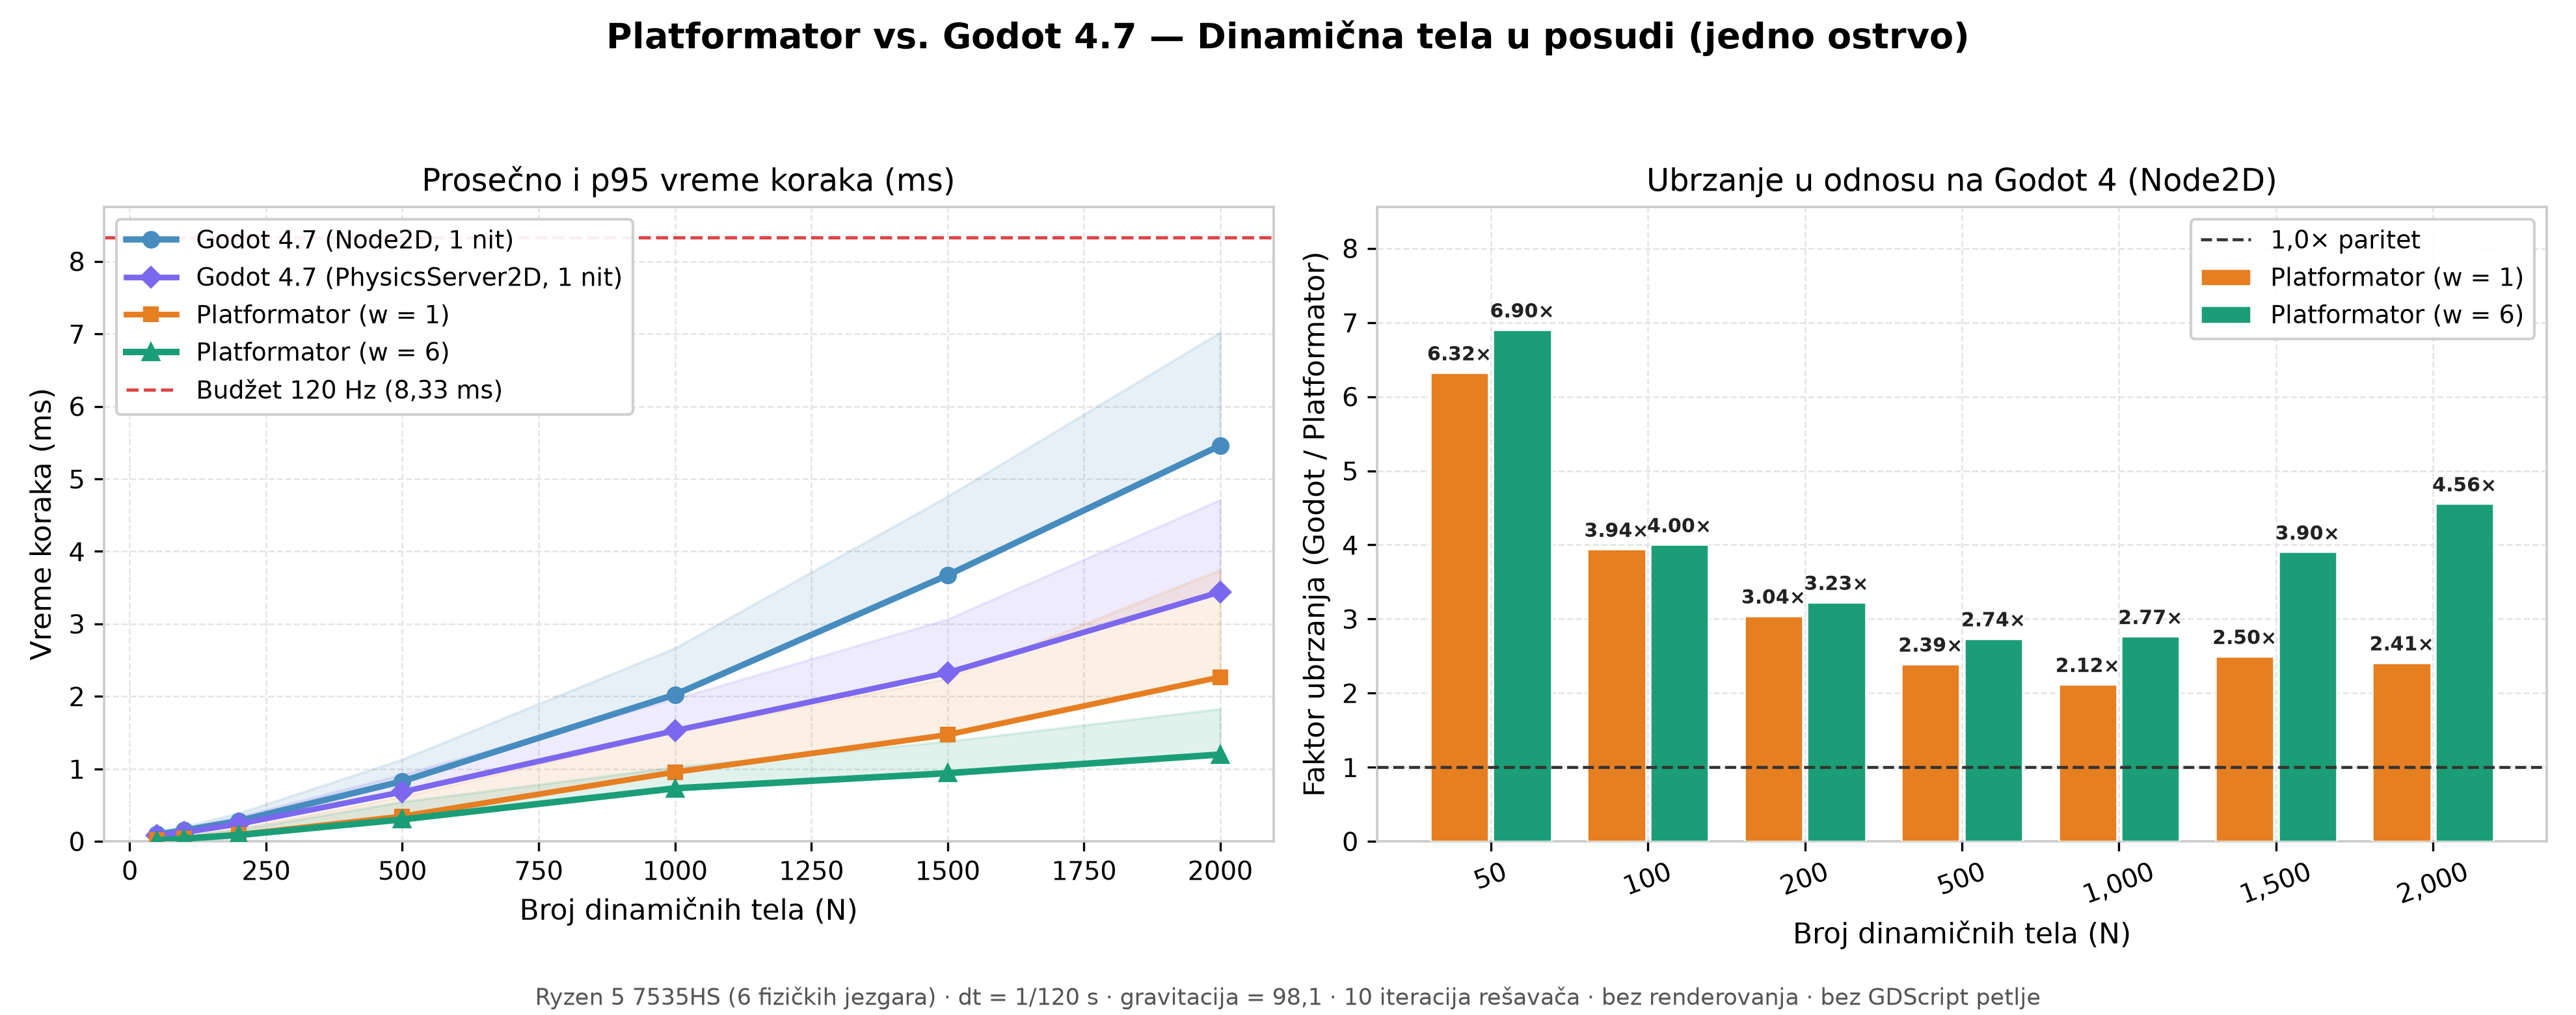 Platformator vs. Godot 4.7 — Dinamična tela u posudi (jedno ostrvo)
Prosečno i p95 vreme koraka (ms)
Godot 4.7 (Node2D, 1 nit)
Godot 4.7 (PhysicsServer2D, 1 nit)
Platformator (w = 1)
Platformator (w = 6)
Budžet 120 Hz (8,33 ms)
Vreme koraka (ms)
8
7
6
5
4
3
2
1
0
0 250 500 750 1000 1250 1500 1750 2000
Broj dinamičnih tela (N)
Ubrzanje u odnosu na Godot 4 (Node2D)
1,0× paritet
Platformator (w = 1)
Platformator (w = 6)
Faktor ubrzanja (Godot / Platformator)
8
7
6
5
4
3
2
1
0
6.32× 6.90×
3.94× 4.00×
3.04× 3.23×
2.39× 2.74×
2.12× 2.77×
2.50× 3.90×
2.41× 4.56×
50 100 200 500 1,000 1,500 2,000
Broj dinamičnih tela (N)
Ryzen 5 7535HS (6 fizičkih jezgara) · dt = 1/120 s · gravitacija = 98,1 · 10 iteracija rešavača · bez renderovanja · bez GDScript petlje